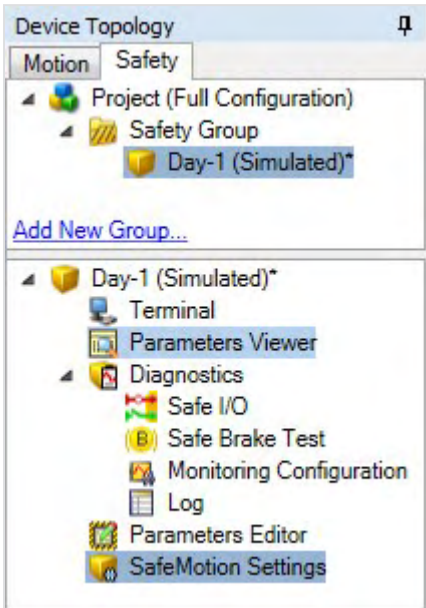 Device Topology
Motion Safety
Project (Full Configuration)
Safety Group
Day-1 (Simulated)*
Add New Group...
Day-1 (Simulated)*
Terminal
Parameters Viewer
Diagnostics
Safe I/O
(B) Safe Brake Test
Monitoring Configuration
Log
Parameters Editor
SafeMotion Settings